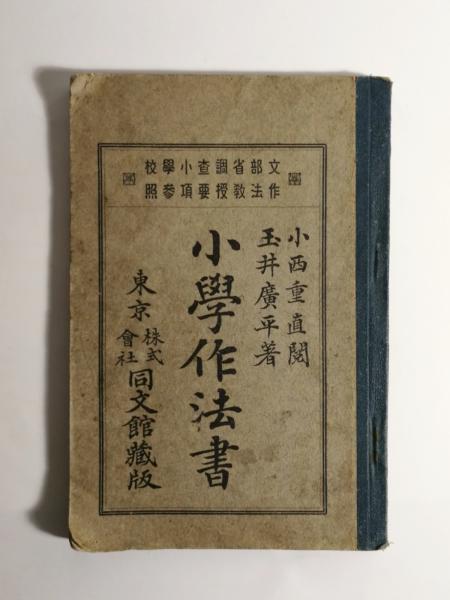 文部省調查小學校
作法教授要項參照
小西重直閱
玉井廣平著
小學作法書
東京株式會社同文館藏版